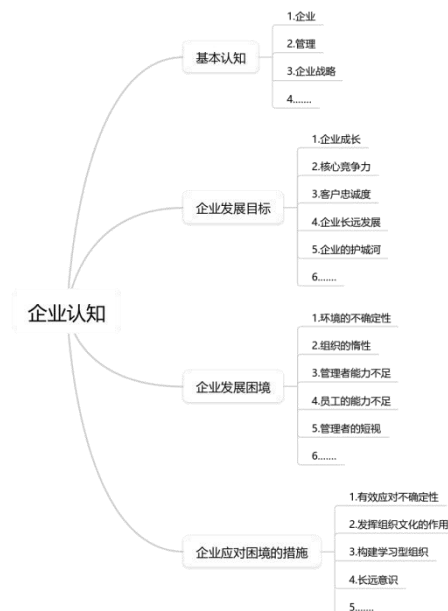 基本认知
1.企业
2.管理
3.企业战略
4.......
企业发展目标
1.企业成长
2.核心竞争力
3.客户忠诚度
4.企业长远发展
5.企业的护城河
6.......
企业认知
企业发展困境
1.环境的不确定性
2.组织的惰性
3.管理者能力不足
4.员工的能力不足
5.管理者的短视
6.......
企业应对困境的措施
1.有效应对不确定性
2.发挥组织文化的作用
3.构建学习型组织
4.长远意识
5.......